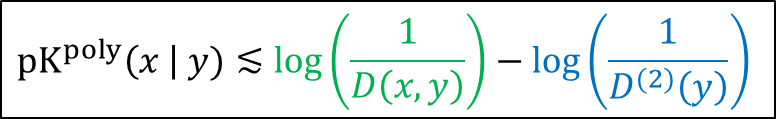 pK^poly(x | y) ≲ log(1/D(x, y)) − log(1/D^(2)(y))